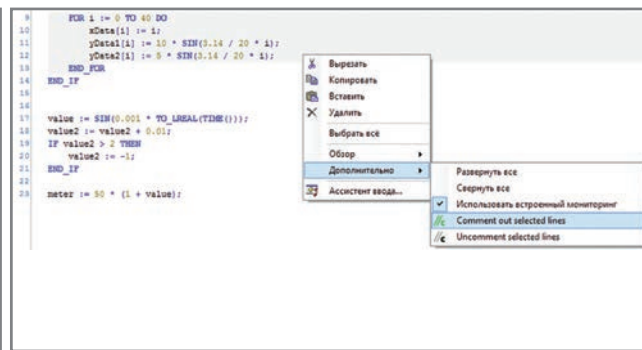 9 FOR i := 0 TO 40 DO
10 xData[i] := i;
11 yData1[i] := 10 * SIN(3.14 / 20 * i);
12 yData2[i] := 5 * SIN(3.14 / 20 * i);
13 END_FOR
14 END_IF
15
16
17 value := SIN(0.001 * TO_LREAL(TIME()));
18 value2 := value2 + 0.01;
19 IF value2 > 2 THEN
20 value2 := -1;
21 END_IF
22
23 meter := 50 * (1 + value);
Вырезать
Копировать
Вставить
Удалить
Выбрать все
Обзор
Дополнительно
Ассистент ввода...
Развернуть все
Свернуть все
Использовать встроенный мониторинг
Comment out selected lines
Uncomment selected lines